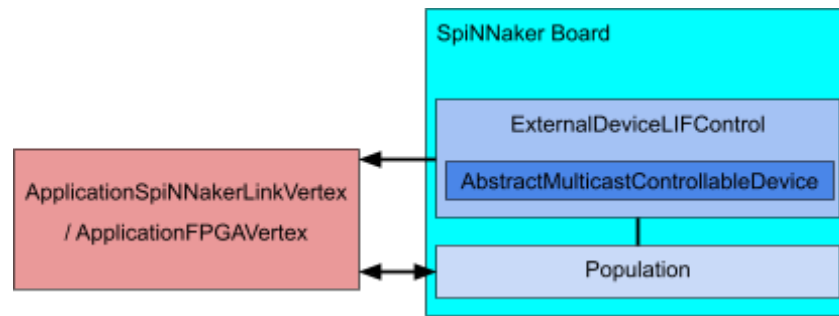 SpiNNaker Board
ExternalDeviceLIFControl
AbstractMulticastControllableDevice
ApplicationSpiNNakerLinkVertex
/ ApplicationFPGAVertex
Population